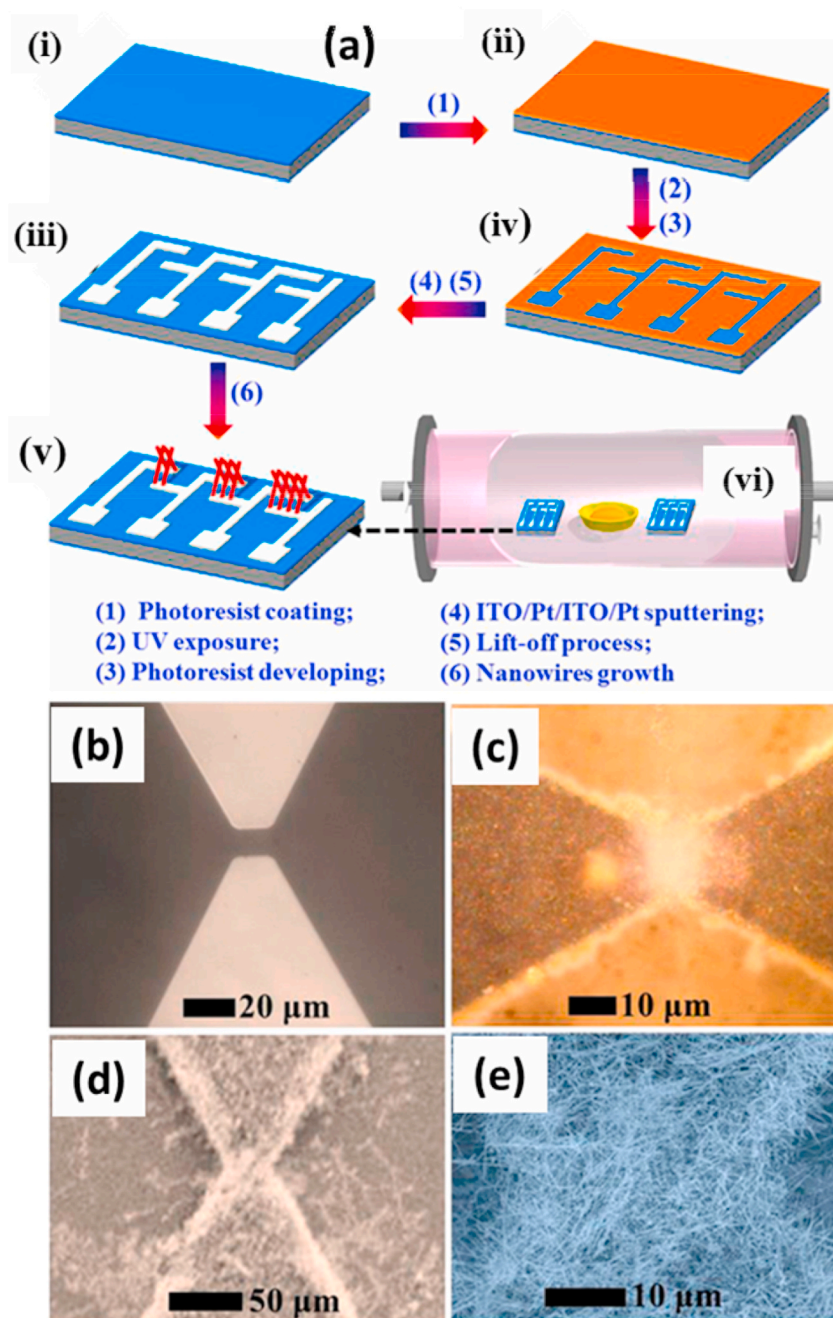 (i)
(a)
(ii)
(1)
(2)
(3)
(iii)
(iv)
(4) (5)
(6)
(v)
(vi)
(1) Photoresist coating;
(2) UV exposure;
(3) Photoresist developing;
(4) ITO/Pt/ITO/Pt sputtering;
(5) Lift-off process;
(6) Nanowires growth
(b)
20 μm
(c)
10 μm
(d)
50 μm
(e)
10 μm